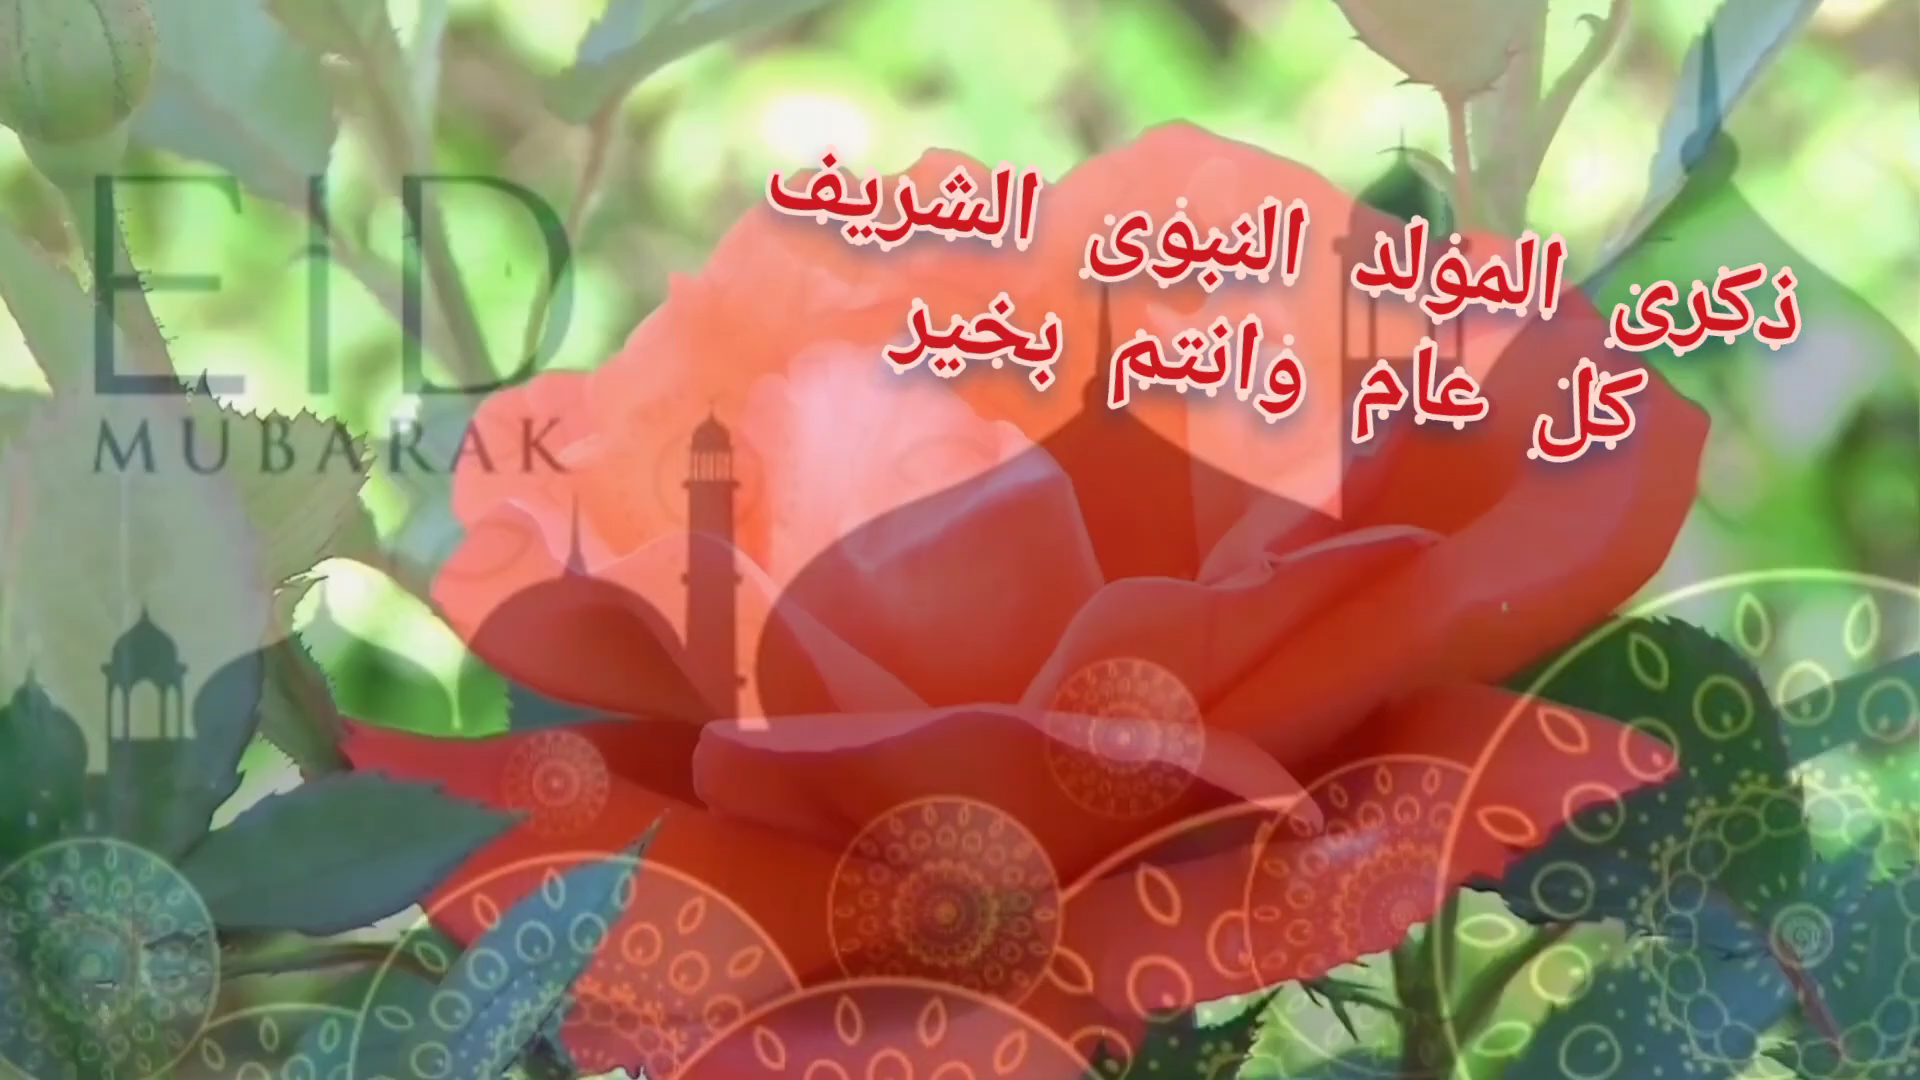 EID
MUBARAK
ذكرى المولد النبوى الشريف
كل عام وانتم بخير